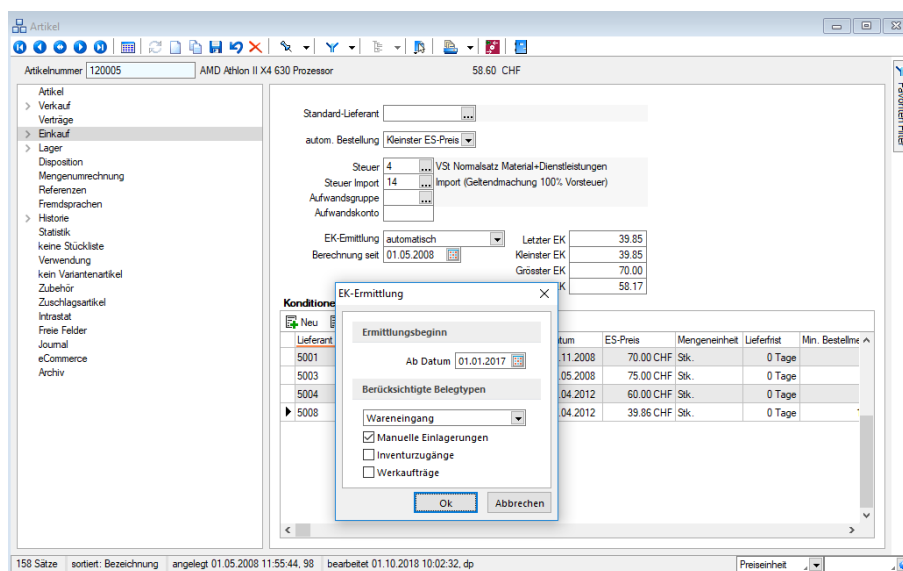 Artikel
Artikelnummer 120005 AMD Athlon II X4 630 Prozessor 58.60 CHF
Artikel
Verkauf
Verträge
Einkauf
Lager
Disposition
Mengenumrechnung
Referenzen
Fremdsprachen
Historie
Statistik
keine Stückliste
Verwendung
kein Variantenartikel
Zubehör
Zuschlagsartikel
Intrastat
Freie Felder
Journal
eCommerce
Archiv
Standard-Lieferant ...
autom. Bestellung Kleinster ES-Preis
Steuer 4 ... VSt Normalsatz Material+Dienstleistungen
Steuer Import 14 ... Import (Geltendmachung 100% Vorsteuer)
Aufwandsgruppe ...
Aufwandskonto
EK-Ermittlung automatisch Letzter EK 39.85
Berechnung seit 01.05.2008 Kleinster EK 39.85
Grösster EK 70.00
K 58.17
Konditione
Neu
Lieferant tum ES-Preis Mengeneinheit Lieferfrist Min. Bestellme
5001 .11.2008 70.00 CHF Stk. 0 Tage
5003 .05.2008 75.00 CHF Stk. 0 Tage
5004 .04.2012 60.00 CHF Stk. 0 Tage
5008 .04.2012 39.86 CHF Stk. 0 Tage
EK-Ermittlung
Ermittlungsbeginn
Ab Datum 01.01.2017
Berücksichtigte Belegtypen
Wareneingang
Manuelle Einlagerungen
Inventurzugänge
Werkaufträge
Ok Abbrechen
Favoriten Filter
158 Sätze sortiert: Bezeichnung angelegt 01.05.2008 11:55:44, 98 bearbeitet 01.10.2018 10:02:32, dp Preiseinheit